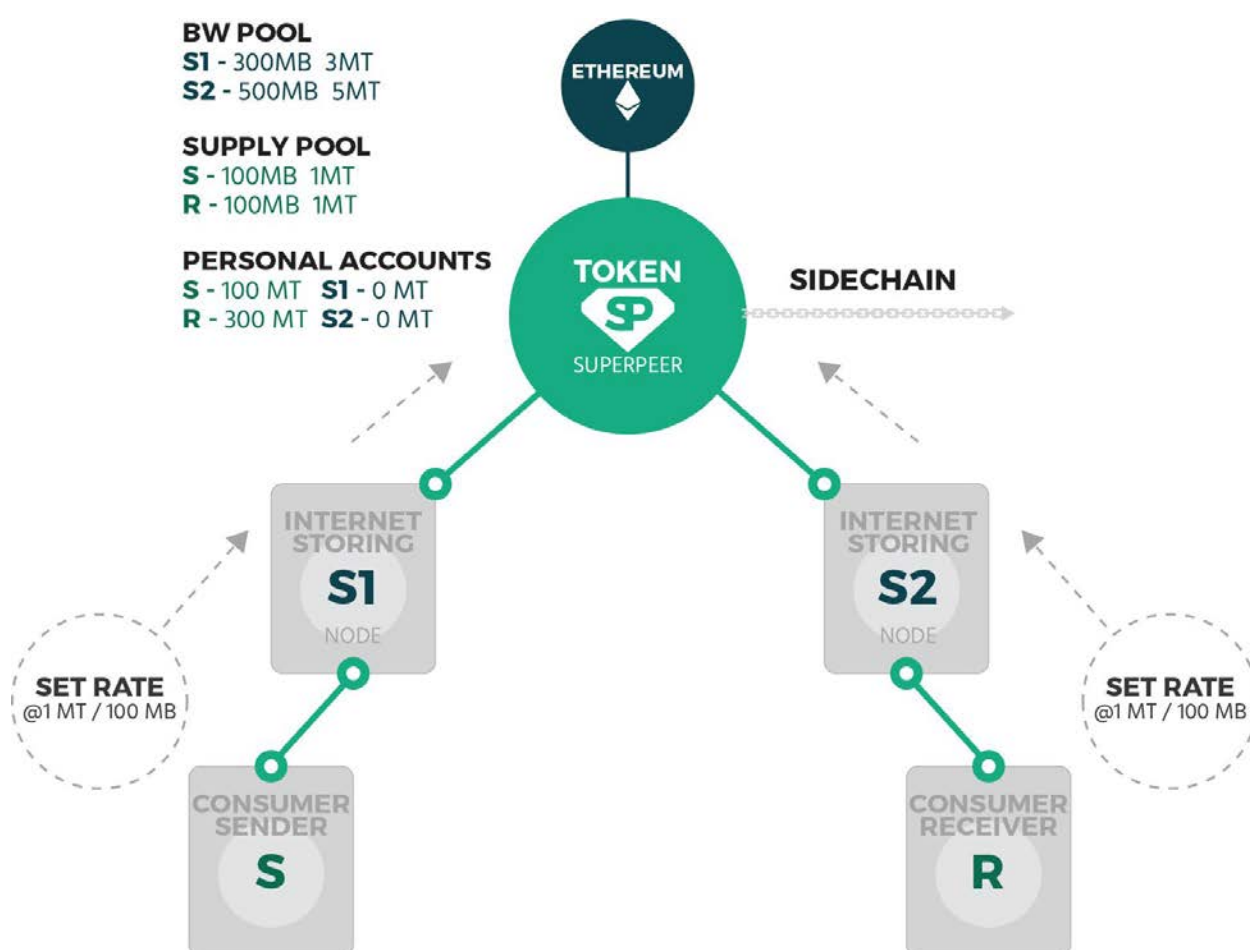 BW POOL
S1 - 300MB 3MT
S2 - 500MB 5MT
SUPPLY POOL
S - 100MB 1MT
R - 100MB 1MT
PERSONAL ACCOUNTS
S - 100 MT S1 - 0 MT
R - 300 MT S2 - 0 MT
ETHEREUM
TOKEN
SP
SUPERPEER
SIDECHAIN
INTERNET
STORING
S1
NODE
INTERNET
STORING
S2
NODE
SET RATE
@1 MT / 100 MB
SET RATE
@1 MT / 100 MB
CONSUMER
SENDER
S
CONSUMER
RECEIVER
R